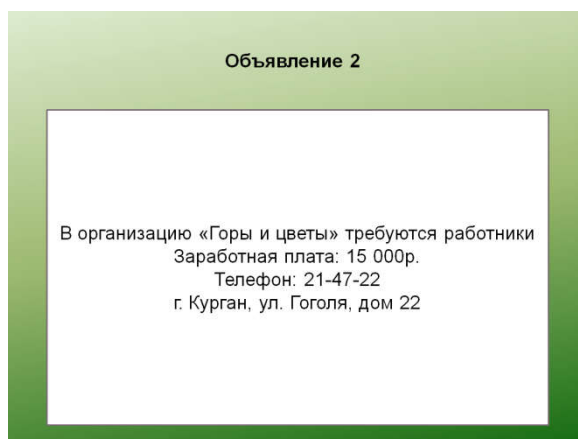 Объявление 2
В организацию «Горы и цветы» требуются работники
Заработная плата: 15 000р.
Телефон: 21-47-22
г. Курган, ул. Гоголя, дом 22